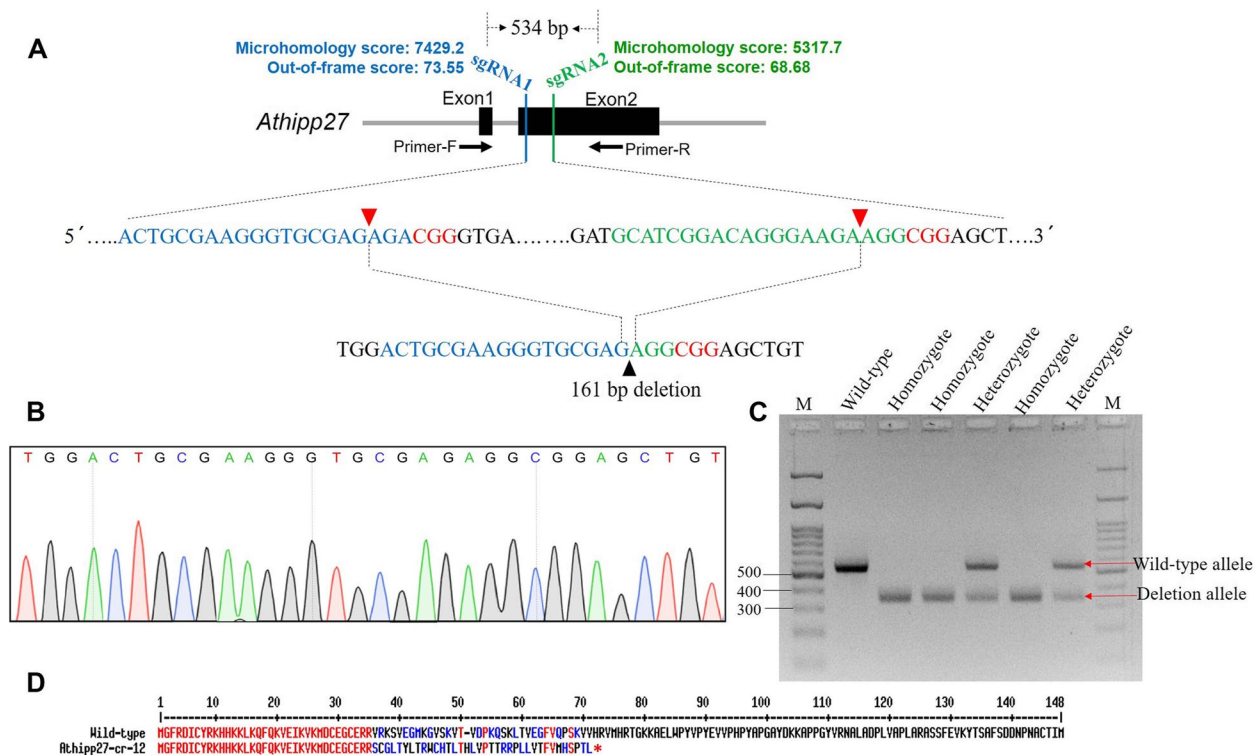 A
534 bp
Microhomology score: 7429.2
Out-of-frame score: 73.55
sgRNA1
sgRNA2
Microhomology score: 5317.7
Out-of-frame score: 68.68
Exon1
Exon2
Athipp27
Primer-F
Primer-R
5´ …..ACTGCGAAGGGTGCGAGAGACGGGTGA…..….GATGCATCGGACAGGGAAGAAGGCGGAGCT….3´
TGGACTGCGAAGGGTGCGAGAGGCGGAGCTGT
161 bp deletion
B
T G G A C T G C G A A G G G T G C G A G A G G C G G A G C T G T
C
M
Wild-type
Homozygote
Homozygote
Heterozygote
Homozygote
Heterozygote
M
500
400
300
Wild-type allele
Deletion allele
D
1 10 20 30 40 50 60 70 80 90 100 110 120 130 140 148
Wild-type MGFRDICYRKHHKKLKQFQKVEIKVKMDCEGCERRVRKSVEGMKGVSKVT-VDPKQSKLTVEGFVQPSKVVHRVMHRTGKKAELWPYVPYEVVPHPYAPGAYDKKAPPGYVRNALADPLVAPLARASSFEVKYTSAFSDDNPNACTIM
Athipp27-cr-12 MGFRDICYRKHHKKLKQFQKVEIKVKMDCEGCERRSCGLTYLTRWCHTLTHLVPTTRRPLLVTFVMHSPTL*